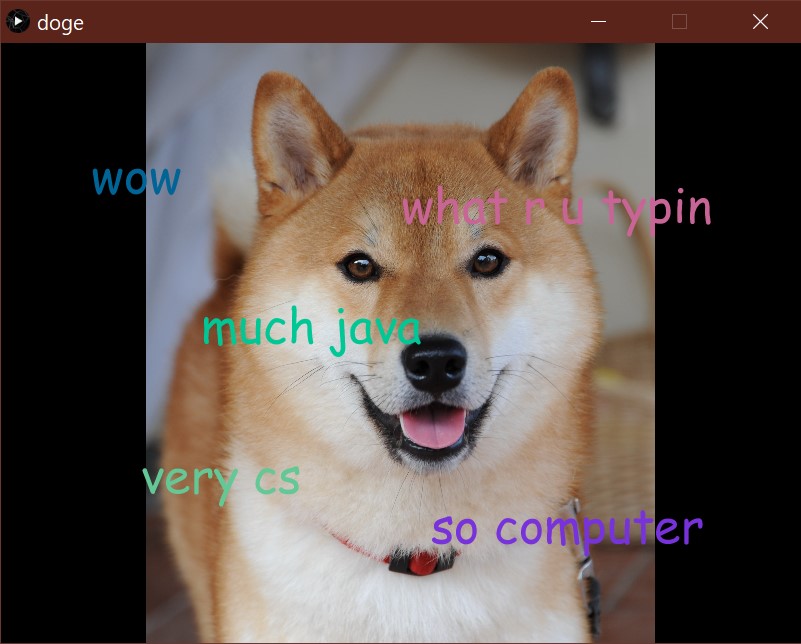 doge
wow
what r u typin
much java
very cs
so computer